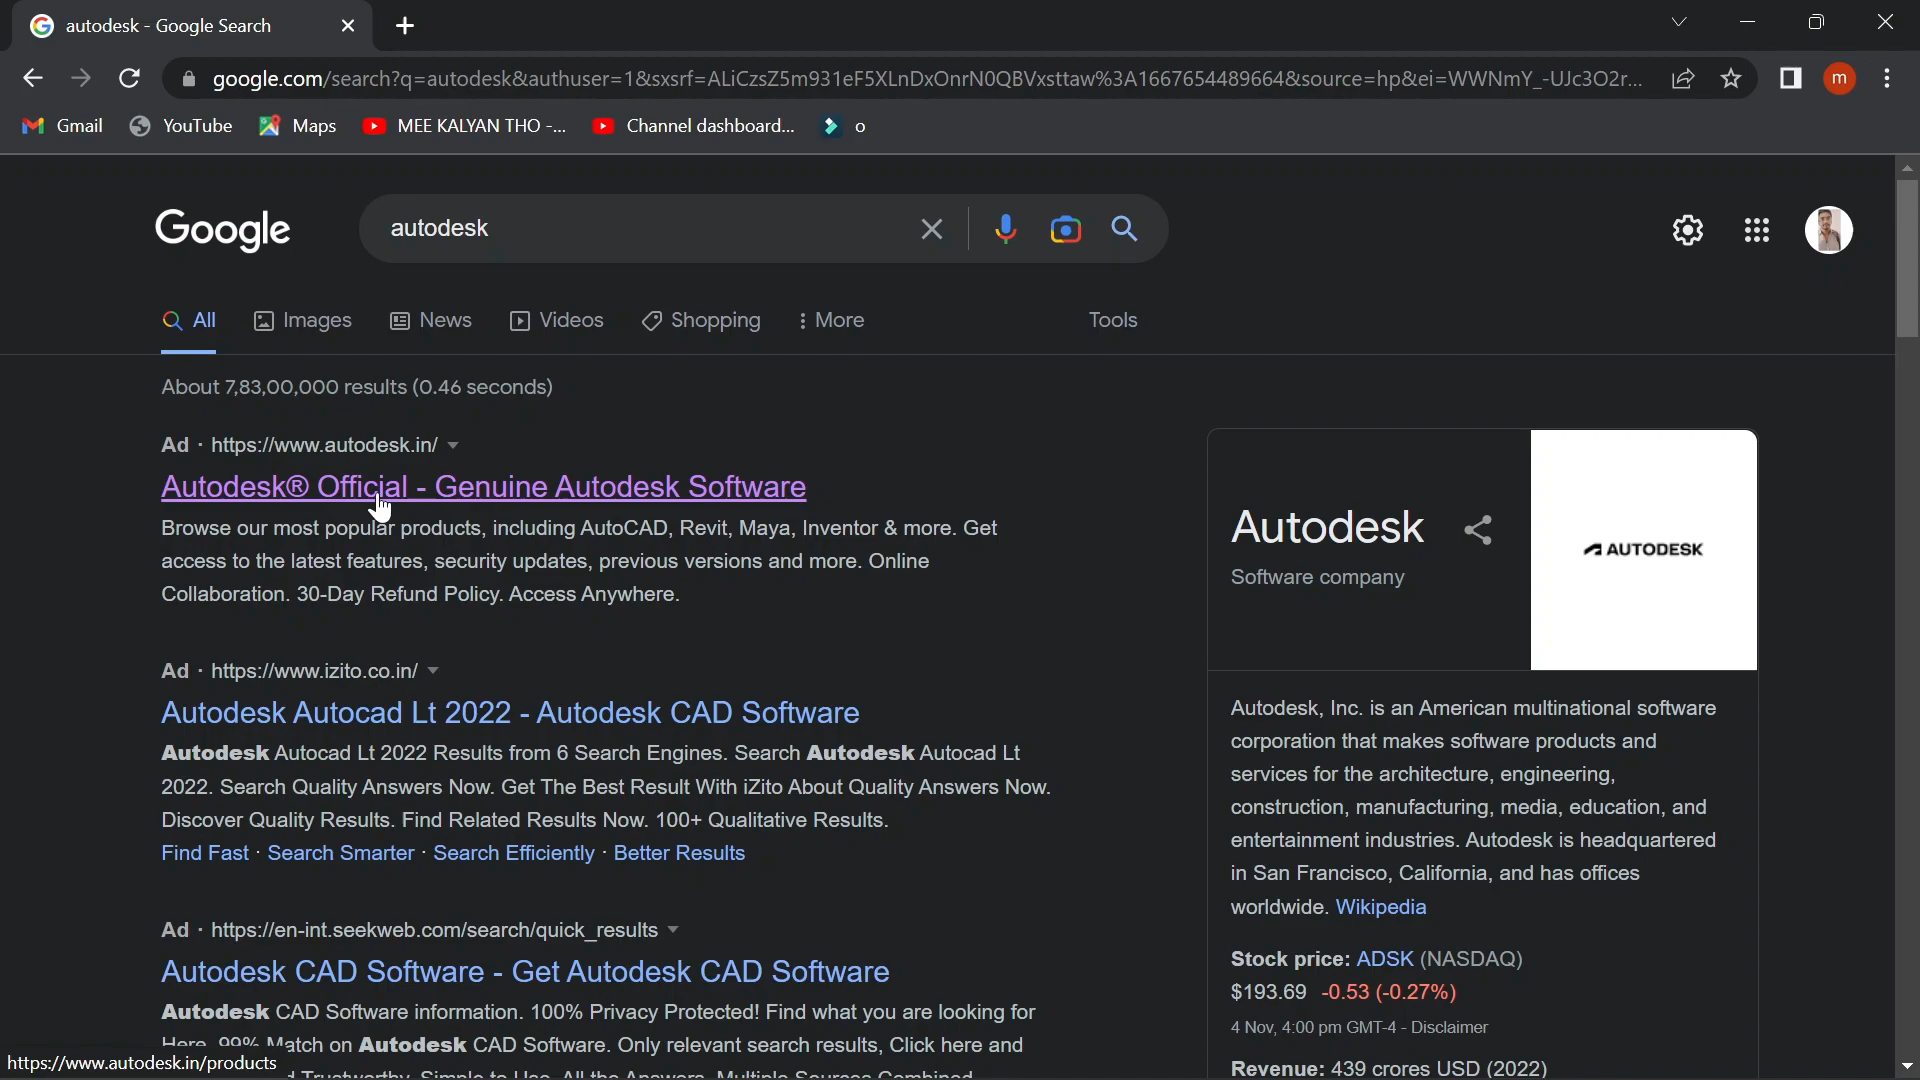 autodesk - Google Search
google.com/search?q=autodesk&authuser=1&sxsrf=ALiCzsZ5m931eF5XLnDxOnrN0QBVxsttaw%3A1667654489664&source=hp&ei=WWNmY_-UJc3O2r...
m
Gmail YouTube Maps MEE KALYAN THO -... Channel dashboard... o
Google
autodesk
All Images News Videos Shopping More Tools
About 7,83,00,000 results (0.46 seconds)
Ad · https://www.autodesk.in/
Autodesk® Official - Genuine Autodesk Software
Browse our most popular products, including AutoCAD, Revit, Maya, Inventor & more. Get
access to the latest features, security updates, previous versions and more. Online
Collaboration. 30-Day Refund Policy. Access Anywhere.
Ad · https://www.izito.co.in/
Autodesk Autocad Lt 2022 - Autodesk CAD Software
Autodesk Autocad Lt 2022 Results from 6 Search Engines. Search Autodesk Autocad Lt
2022. Search Quality Answers Now. Get The Best Result With iZito About Quality Answers Now.
Discover Quality Results. Find Related Results Now. 100+ Qualitative Results.
Find Fast · Search Smarter · Search Efficiently · Better Results
Ad · https://en-int.seekweb.com/search/quick_results
Autodesk CAD Software - Get Autodesk CAD Software
Autodesk CAD Software information. 100% Privacy Protected! Find what you are looking for
Here. 99% Match on Autodesk CAD Software. Only relevant search results, Click here and
Trustworthy. Simple to Use. All the Answers. Multiple Sources Combined.
https://www.autodesk.in/products
Autodesk
Software company
AUTODESK
Autodesk, Inc. is an American multinational software
corporation that makes software products and
services for the architecture, engineering,
construction, manufacturing, media, education, and
entertainment industries. Autodesk is headquartered
in San Francisco, California, and has offices
worldwide. Wikipedia
Stock price: ADSK (NASDAQ)
$193.69 -0.53 (-0.27%)
4 Nov, 4:00 pm GMT-4 - Disclaimer
Revenue: 439 crores USD (2022)